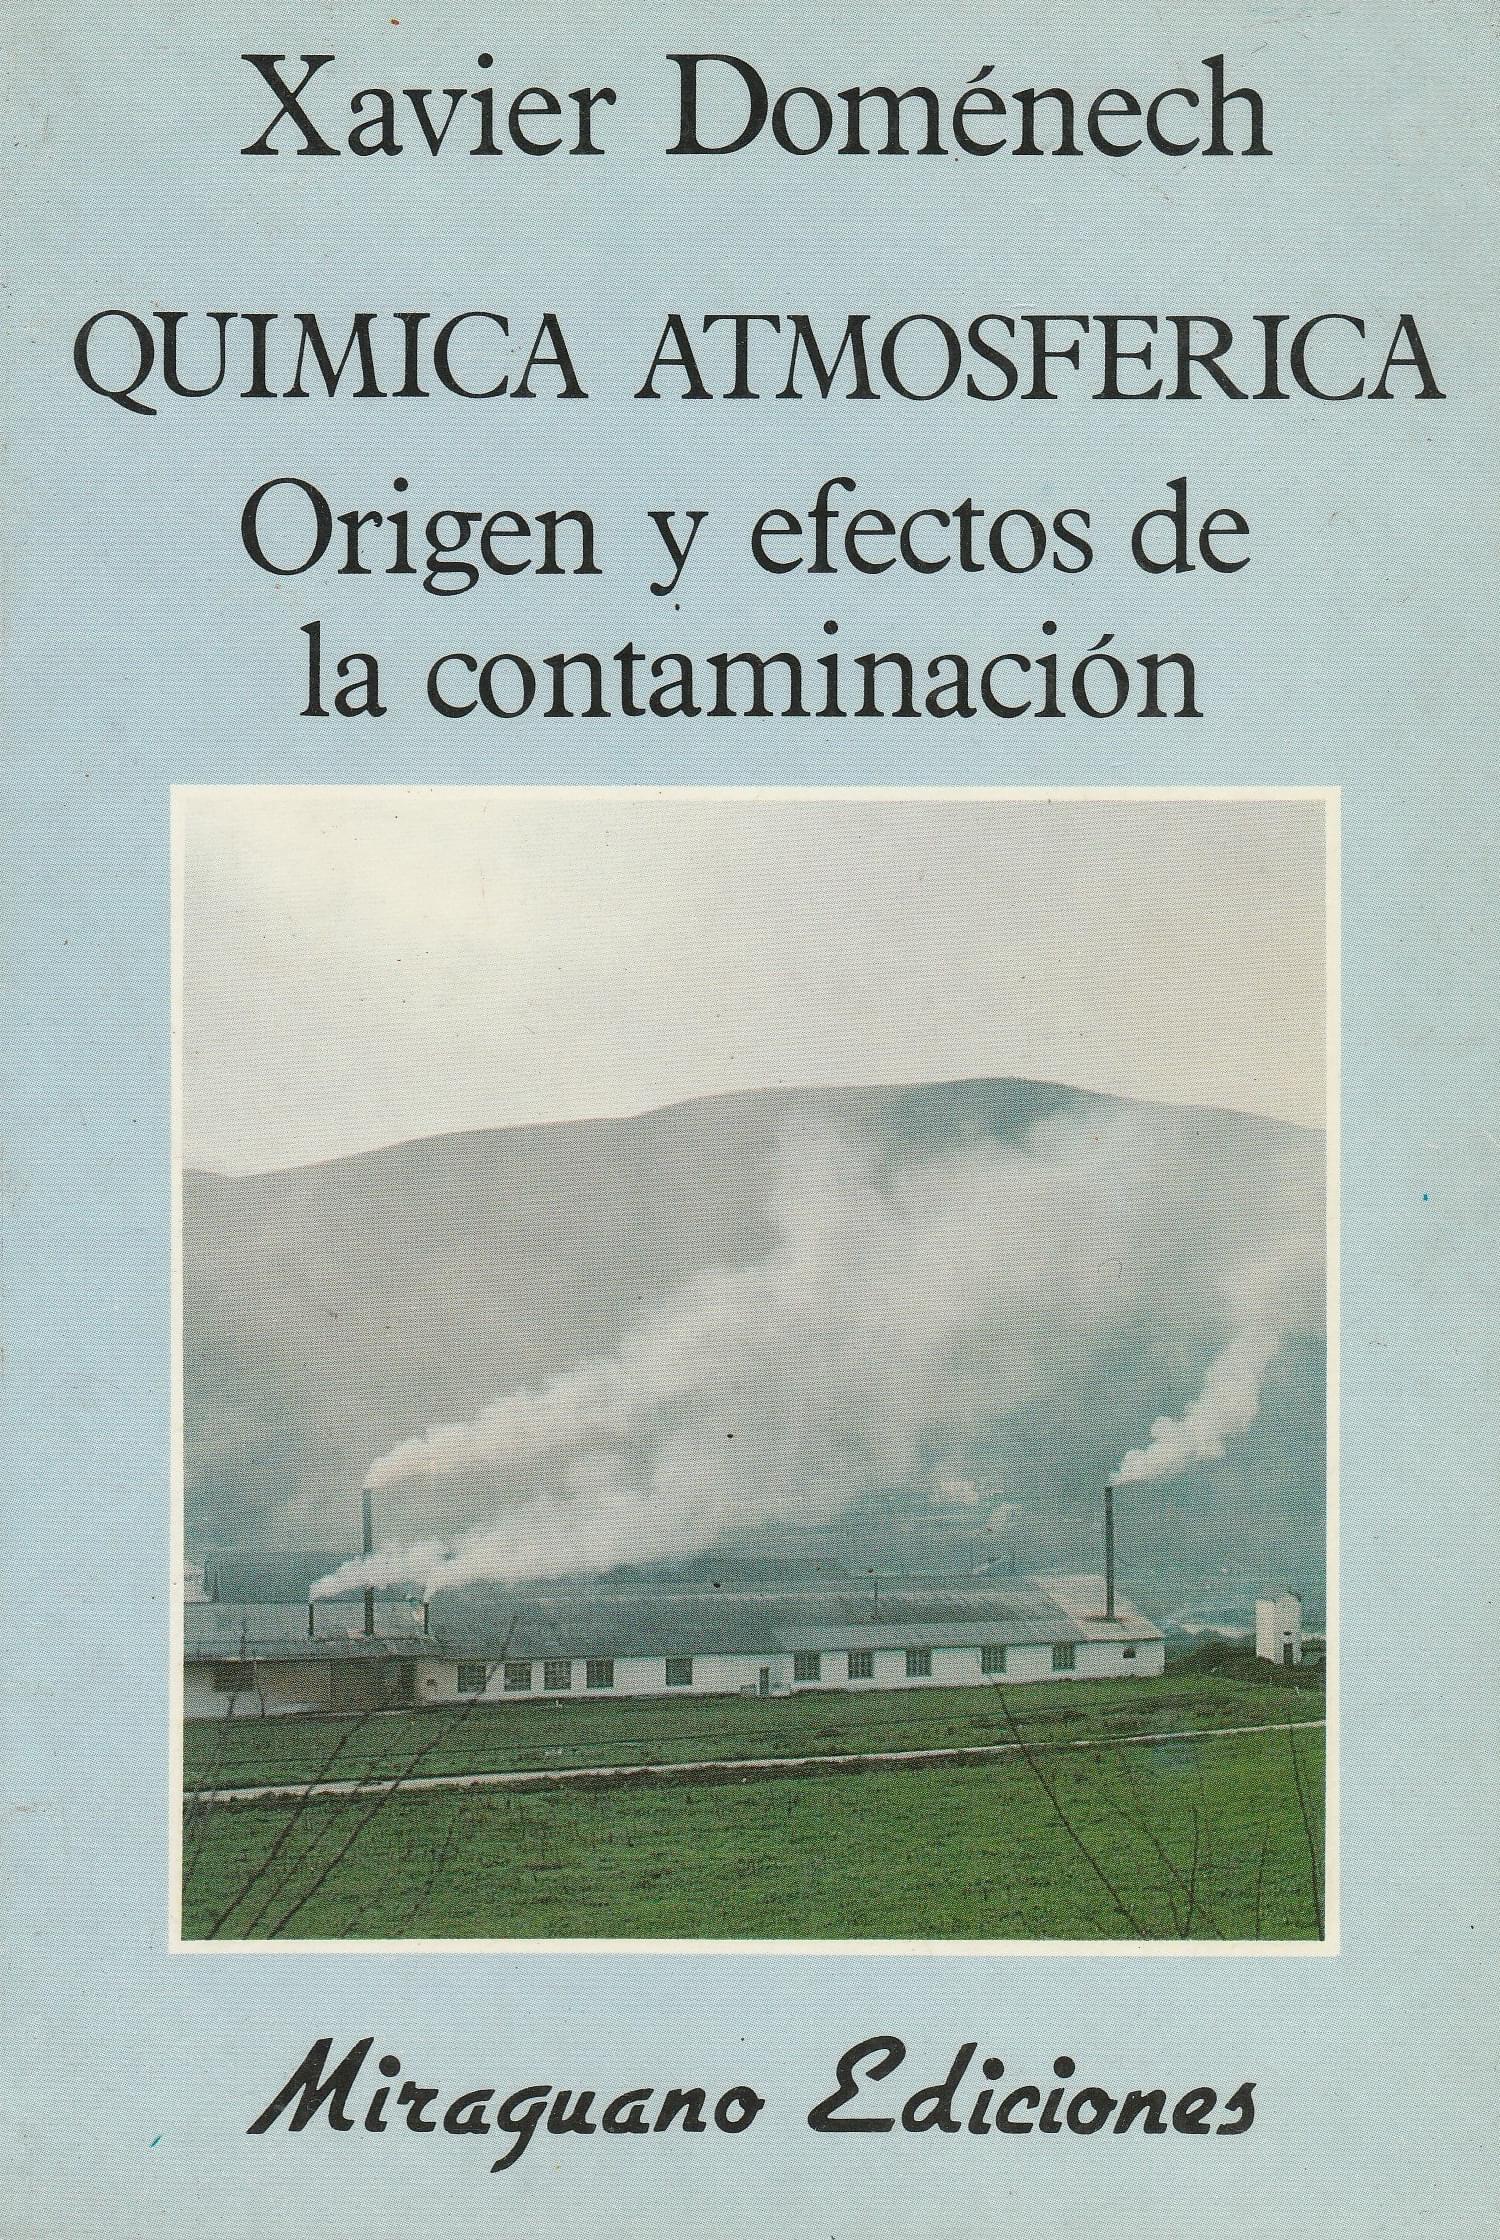 Xavier Doménech
QUIMICA ATMOSFERICA
Origen y efectos de
la contaminación
Miraguano Ediciones